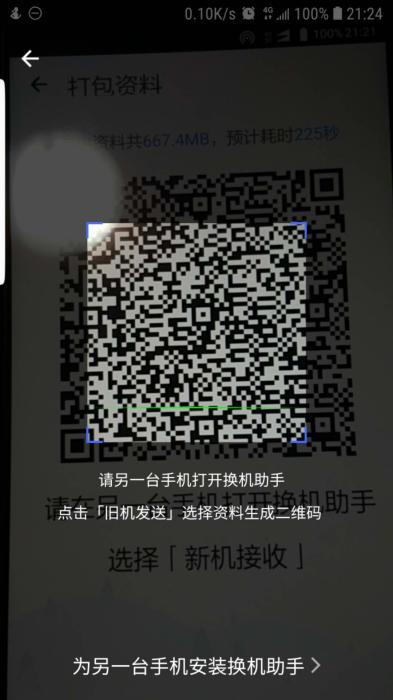 0.10K/s 4G 100% 21:24
100% 21:21
打包资料
资料共667.4MB，预计耗时225秒
请另一台手机打开换机助手
请在另一台手机打开换机助手
点击「旧机发送」选择资料生成二维码
选择「新机接收」
为另一台手机安装换机助手